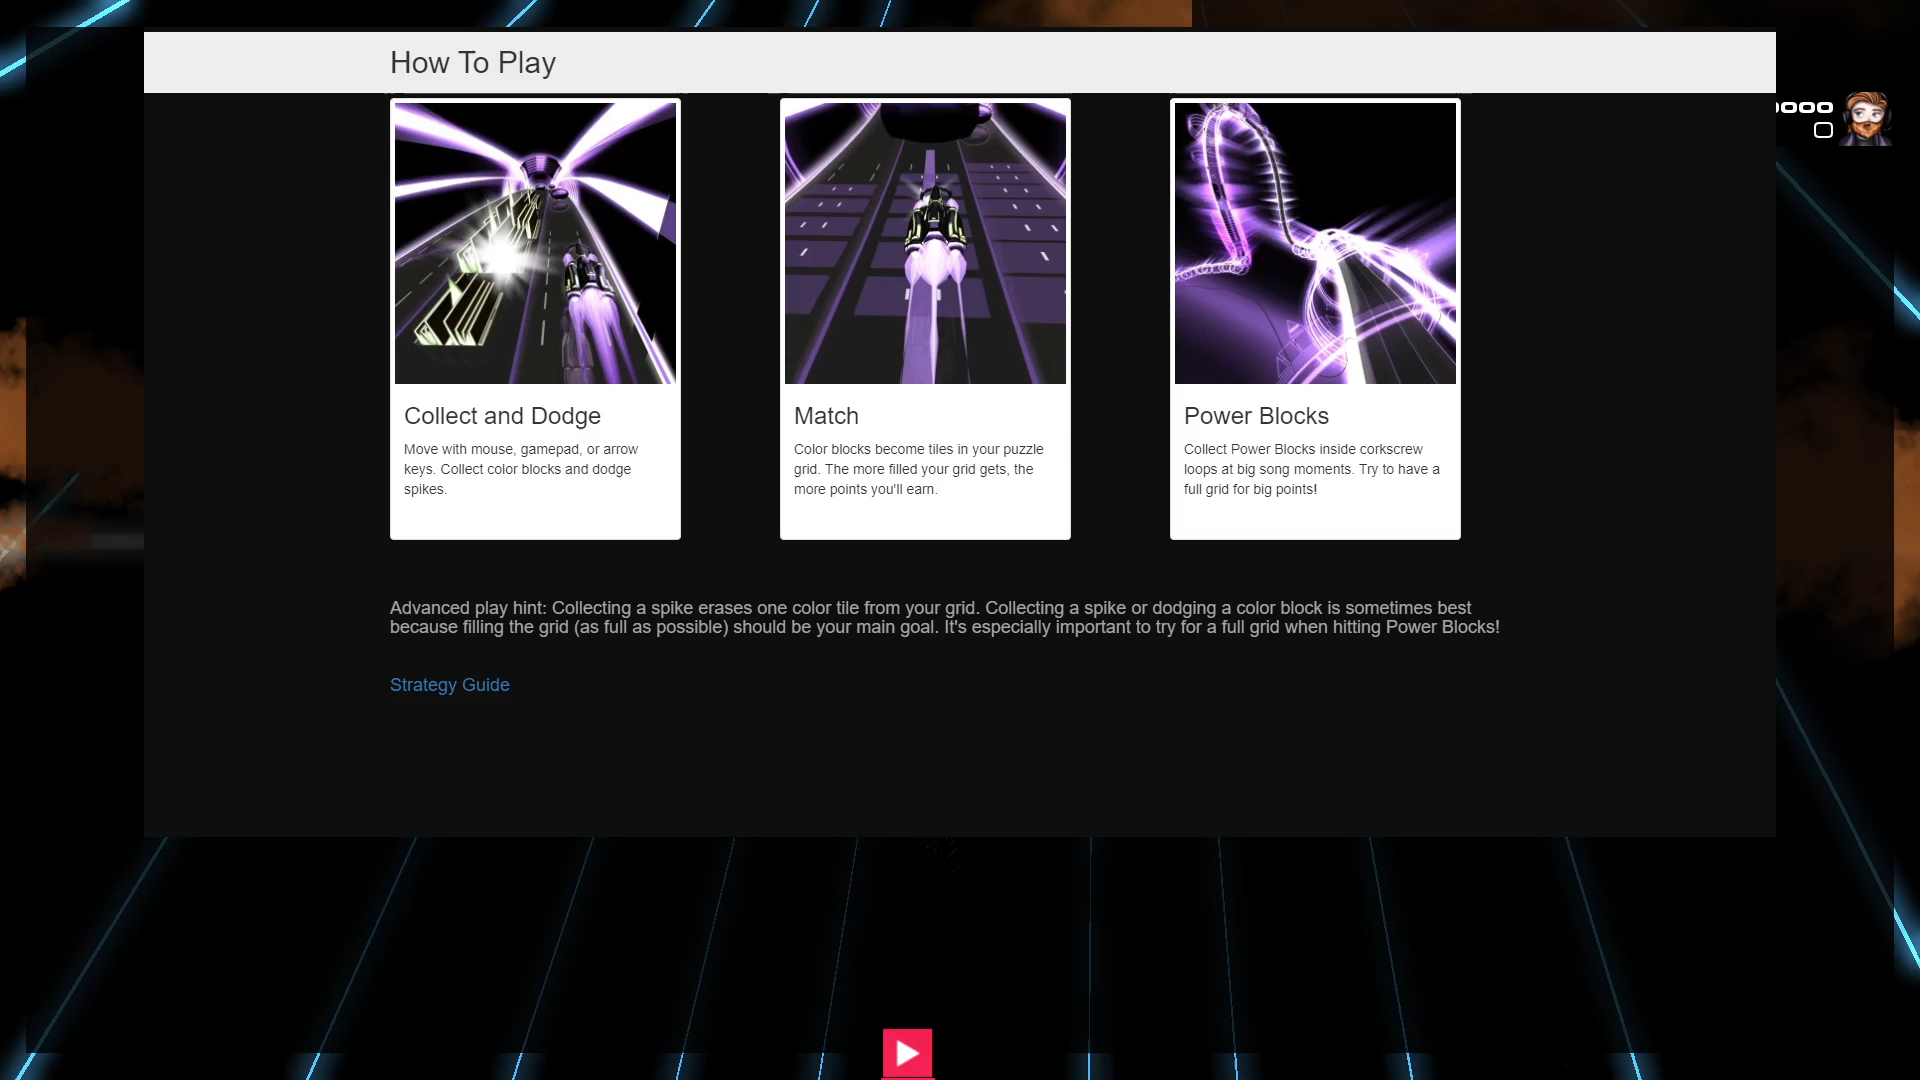 How To Play
Collect and Dodge
Move with mouse, gamepad, or arrow
keys. Collect color blocks and dodge
spikes.
Match
Color blocks become tiles in your puzzle
grid. The more filled your grid gets, the
more points you'll earn.
Power Blocks
Collect Power Blocks inside corkscrew
loops at big song moments. Try to have a
full grid for big points!
Advanced play hint: Collecting a spike erases one color tile from your grid. Collecting a spike or dodging a color block is sometimes best
because filling the grid (as full as possible) should be your main goal. It's especially important to try for a full grid when hitting Power Blocks!
Strategy Guide